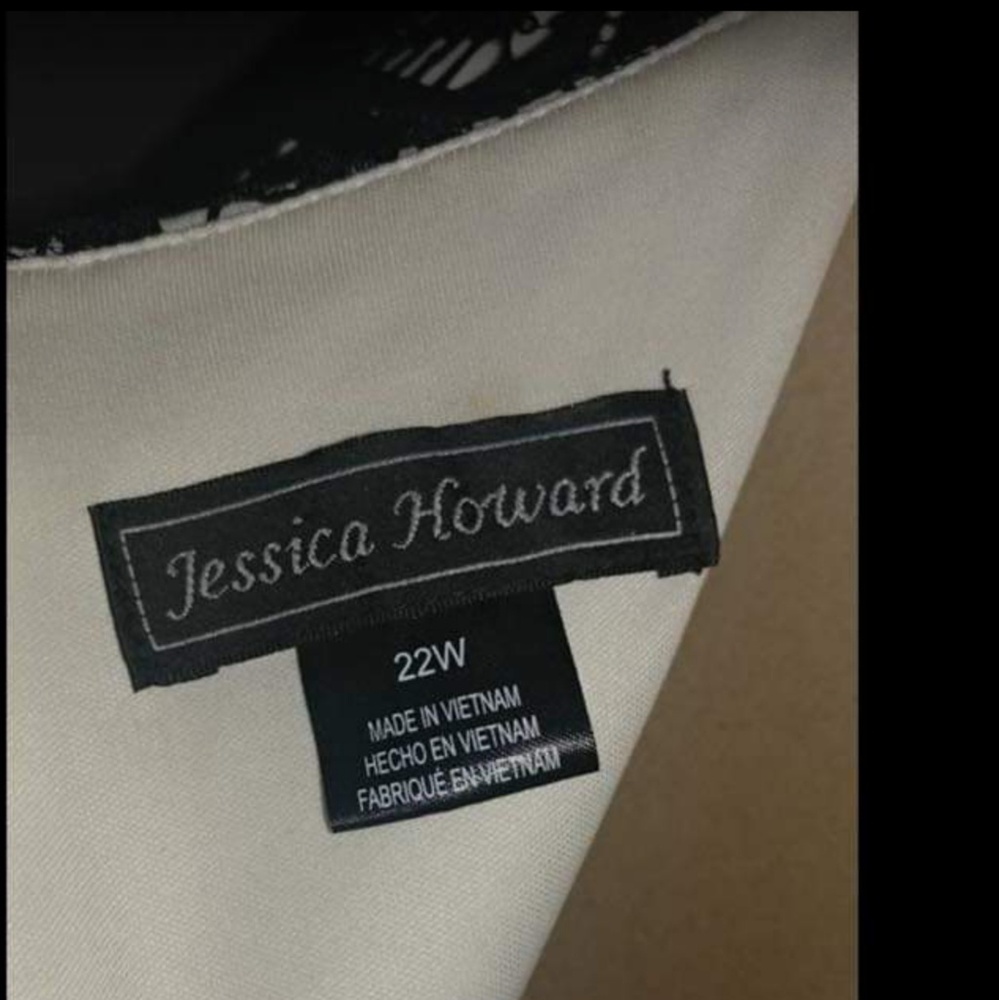 Jessica Howard
22W
MADE IN VIETNAM
HECHO EN VIETNAM
FABRIQUÉ EN VIETNAM